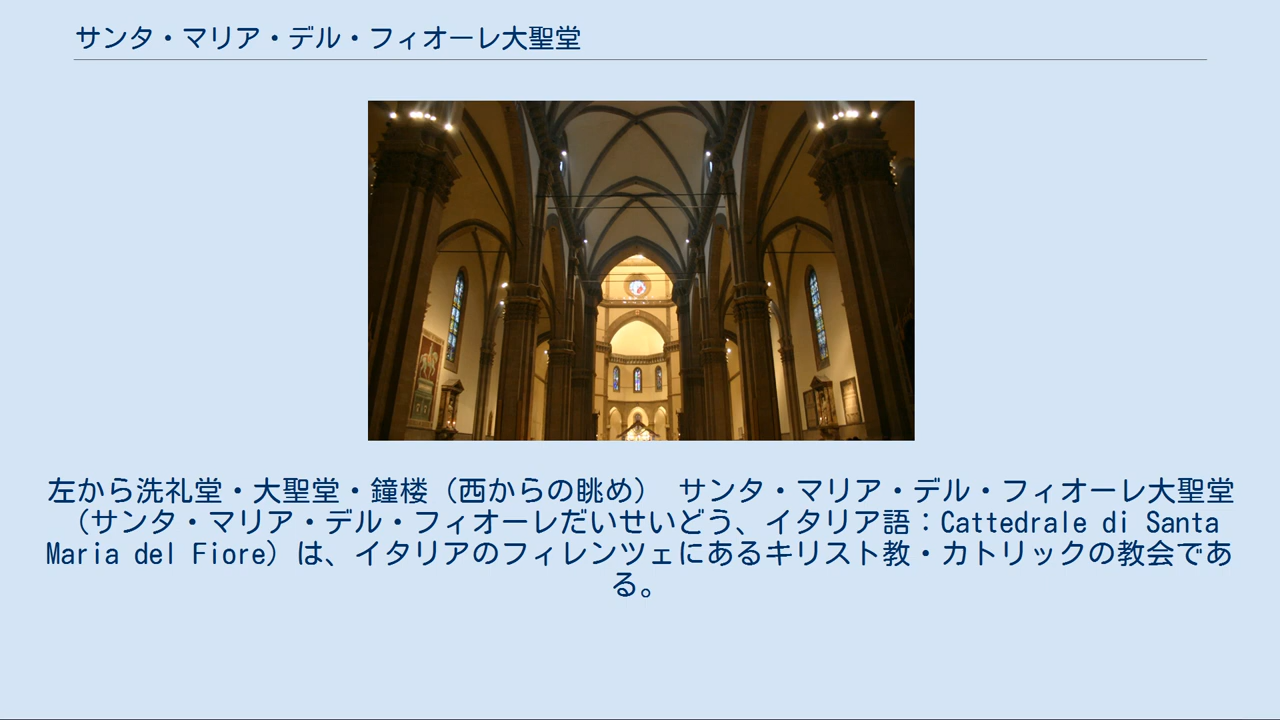 サンタ・マリア・デル・フィオーレ大聖堂
左から洗礼堂・大聖堂・鐘楼（西からの眺め） サンタ・マリア・デル・フィオーレ大聖堂
（サンタ・マリア・デル・フィオーレだいせいどう、イタリア語：Cattedrale di Santa
Maria del Fiore）は、イタリアのフィレンツェにあるキリスト教・カトリックの教会であ
る。